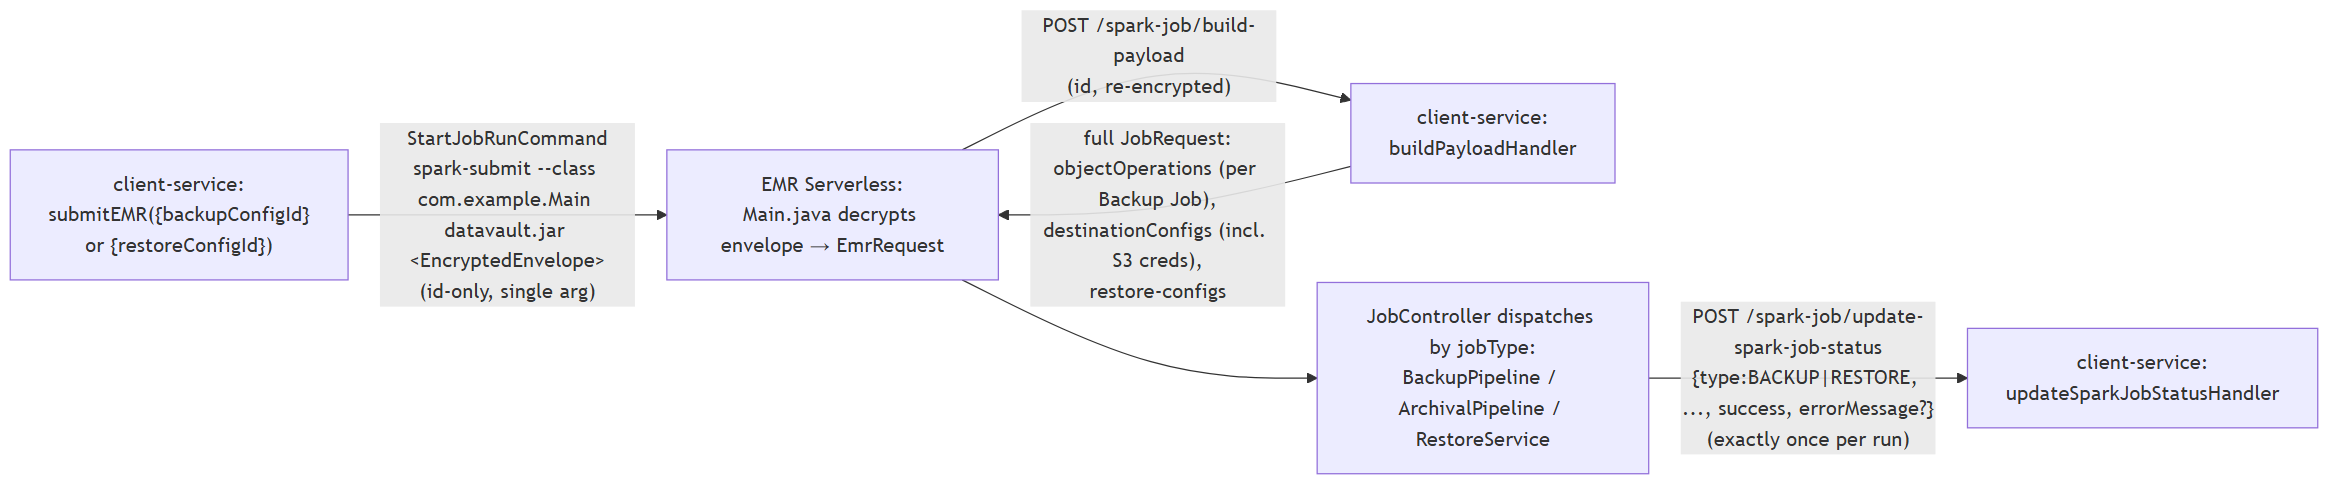 client-service:
submitEMR({backupConfigId}
or {restoreConfigId})
StartJobRunCommand
spark-submit --class
com.example.Main
datavault.jar
<EncryptedEnvelope>
(id-only, single arg)
EMR Serverless:
Main.java decrypts
envelope → EmrRequest
POST /spark-job/build-
payload
(id, re-encrypted)
client-service:
buildPayloadHandler
full JobRequest:
objectOperations (per
Backup Job),
destinationConfigs (incl.
S3 creds),
restore-configs
JobController dispatches
by jobType:
BackupPipeline /
ArchivalPipeline /
RestoreService
POST /spark-job/update-
spark-job-status
{type:BACKUP|RESTORE,
..., success, errorMessage?}
(exactly once per run)
client-service:
updateSparkJobStatusHandler